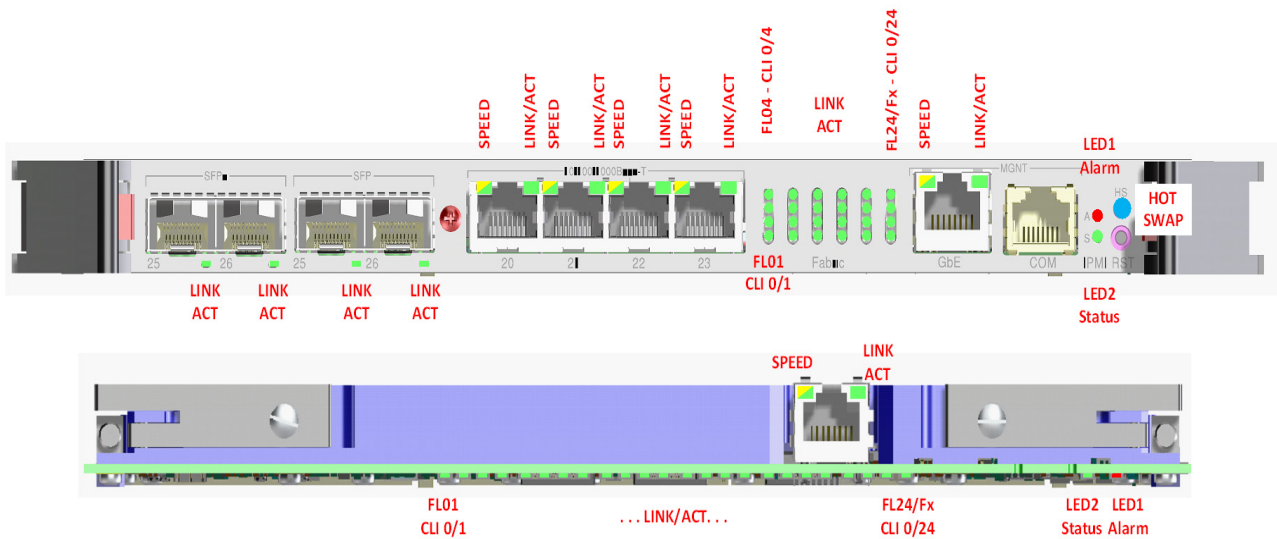 SPEED LINK/ACT SPEED LINK/ACT SPEED LINK/ACT SPEED LINK/ACT FL04 - CLI 0/4 LINK ACT FL24/Fx - CLI 0/24 SPEED LINK/ACT
LED1
Alarm
SFP SFP MGNT
HS
HOT
SWAP
A
S
25 26 25 26 20 22 23 GbE COM IPMI RST
FL01
CLI 0/1
LINK ACT
LINK ACT
LINK ACT
LINK ACT
LED2
Status
SPEED
LINK
ACT
FL01
CLI 0/1
. . . LINK/ACT. . .
FL24/Fx
CLI 0/24
LED2 LED1
Status Alarm